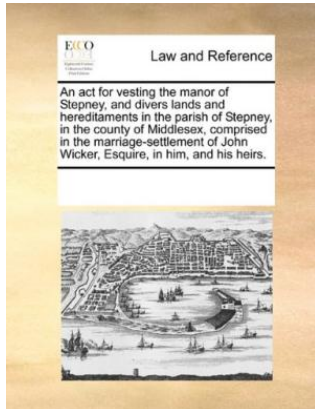 ECCO
Law and Reference
An act for vesting the manor of
Stepney, and divers lands and
hereditaments in the parish of Stepney,
in the county of Middlesex, comprised
in the marriage-settlement of John
Wicker, Esquire, in him, and his heirs.